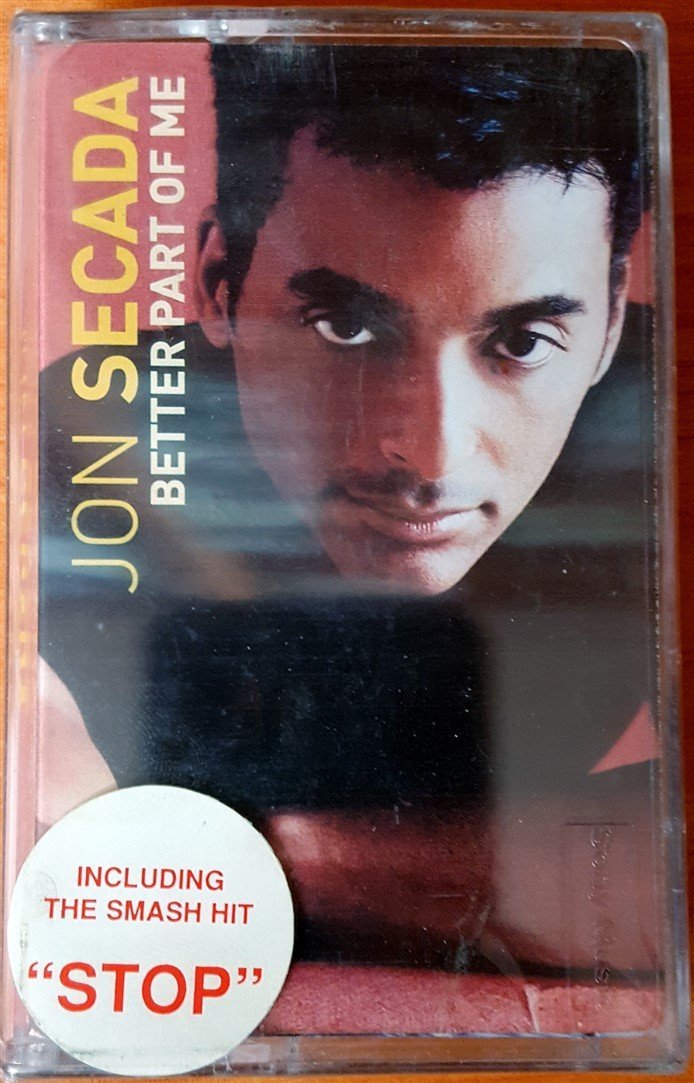 JON SECADA
BETTER PART OF ME
INCLUDING
THE SMASH HIT
“STOP”